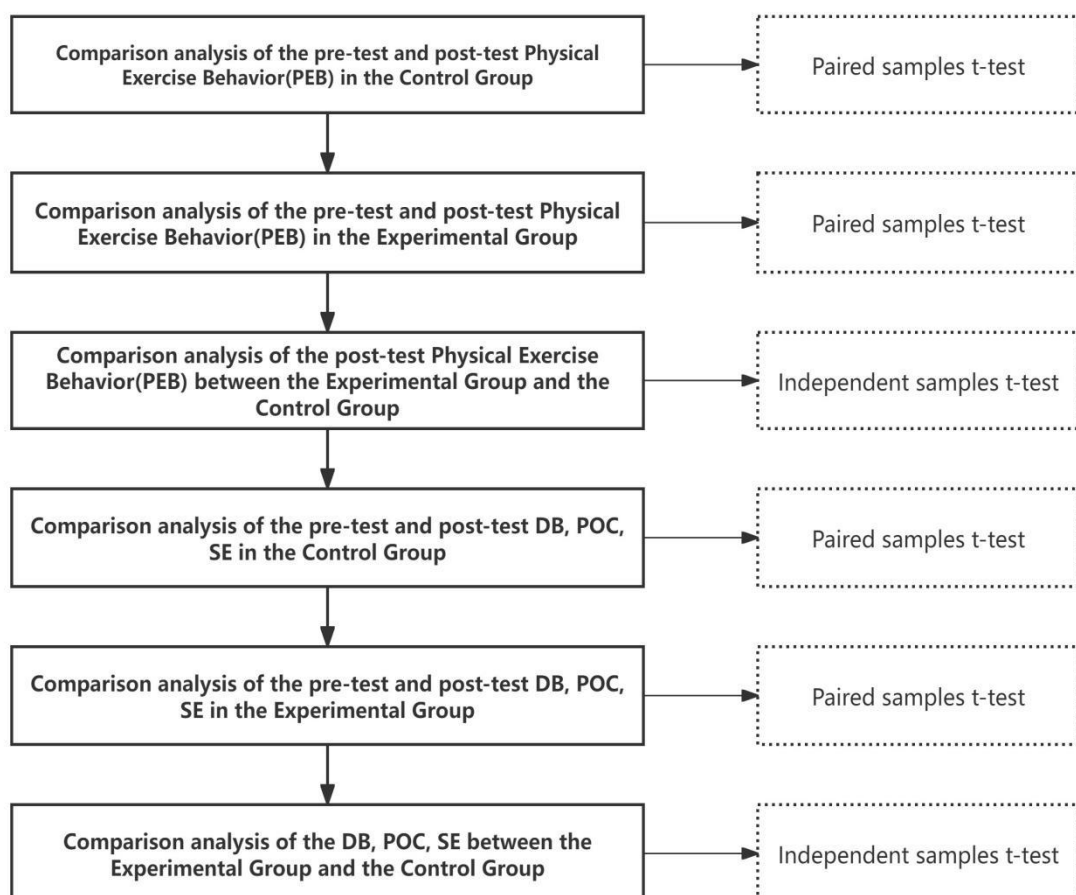 Comparison analysis of the pre-test and post-test Physical
Exercise Behavior(PEB) in the Control Group
Paired samples t-test
Comparison analysis of the pre-test and post-test Physical
Exercise Behavior(PEB) in the Experimental Group
Paired samples t-test
Comparison analysis of the post-test Physical Exercise
Behavior(PEB) between the Experimental Group and the
Control Group
Independent samples t-test
Comparison analysis of the pre-test and post-test DB, POC,
SE in the Control Group
Paired samples t-test
Comparison analysis of the pre-test and post-test DB, POC,
SE in the Experimental Group
Paired samples t-test
Comparison analysis of the DB, POC, SE between the
Experimental Group and the Control Group
Independent samples t-test